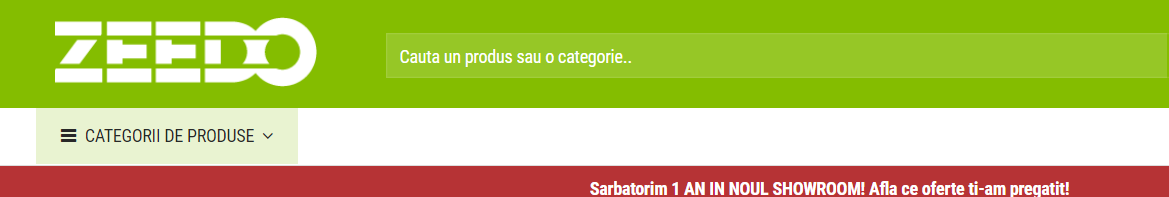 ZEEDO
Cauta un produs sau o categorie..
CATEGORII DE PRODUSE
Sarbatorim 1 AN IN NOUL SHOWROOM! Afla ce oferte ti-am pregatit!